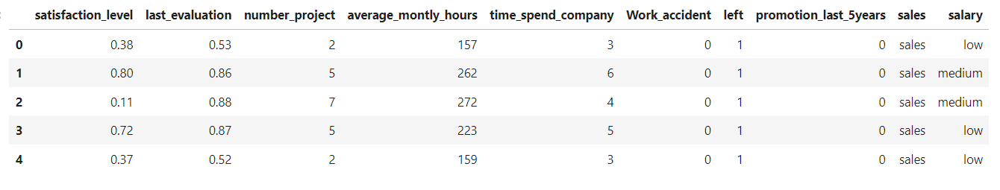 satisfaction_level last_evaluation number_project average_montly_hours time_spend_company Work_accident left promotion_last_5years sales salary
0 0.38 0.53 2 157 3 0 1 0 sales low
1 0.80 0.86 5 262 6 0 1 0 sales medium
2 0.11 0.88 7 272 4 0 1 0 sales medium
3 0.72 0.87 5 223 5 0 1 0 sales low
4 0.37 0.52 2 159 3 0 1 0 sales low